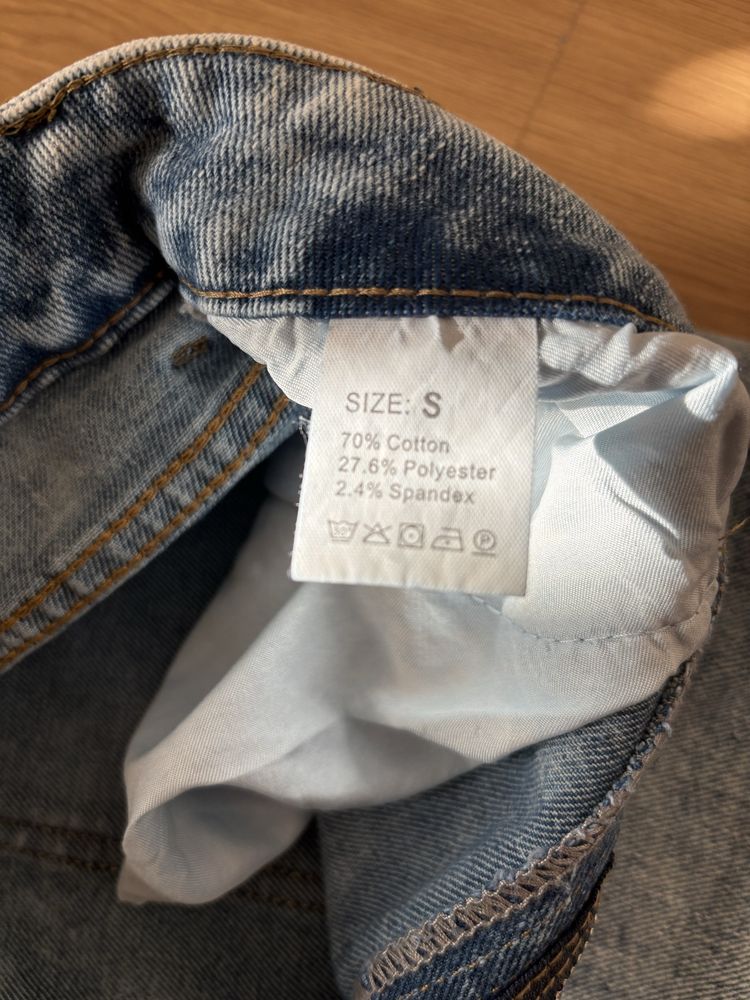 SIZE: S
70% Cotton
27.6% Polyester
2.4% Spandex
P